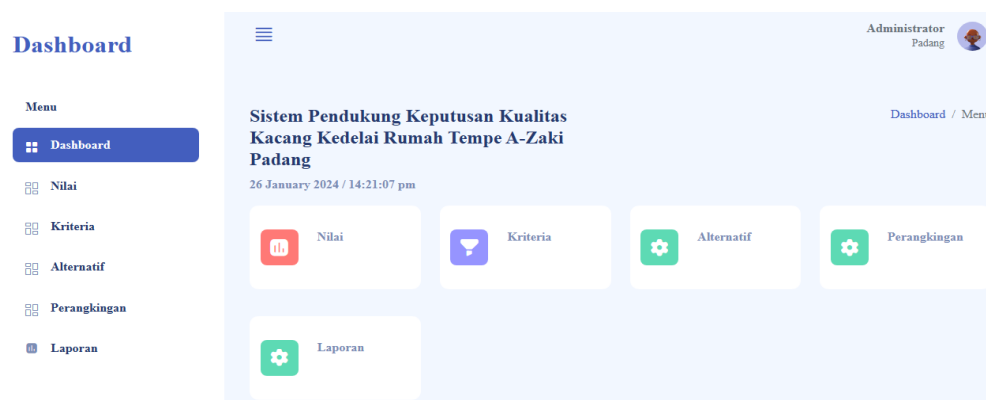 Dashboard
Administrator
Padang
Menu
Dashboard
Nilai
Kriteria
Alternatif
Perangkingan
Laporan
Sistem Pendukung Keputusan Kualitas
Kacang Kedelai Rumah Tempe A-Zaki
Padang
26 January 2024 / 14:21:07 pm
Dashboard / Menu
Nilai
Kriteria
Alternatif
Perangkingan
Laporan